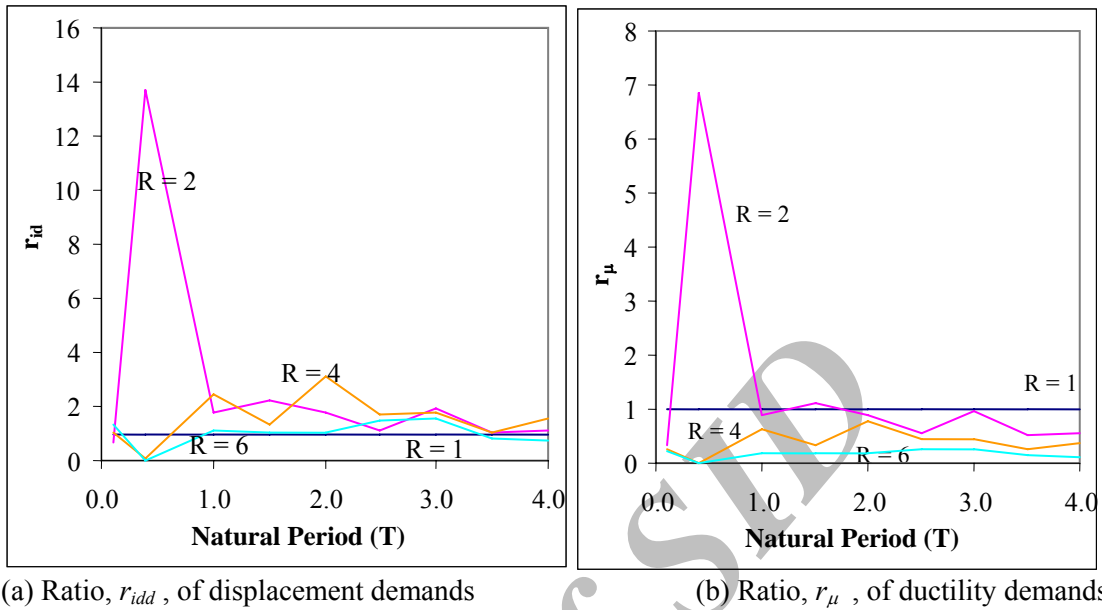 16
14
12
10
8
6
4
2
0
r_id
R = 2
R = 4
R = 6
R = 1
0.0 1.0 2.0 3.0 4.0
Natural Period (T)
(a) Ratio, r_idd , of displacement demands
8
7
6
5
4
3
2
1
0
r_μ
R = 2
R = 1
R = 4
R = 6
0.0 1.0 2.0 3.0 4.0
Natural Period (T)
(b) Ratio, r_μ , of ductility demands
f SID